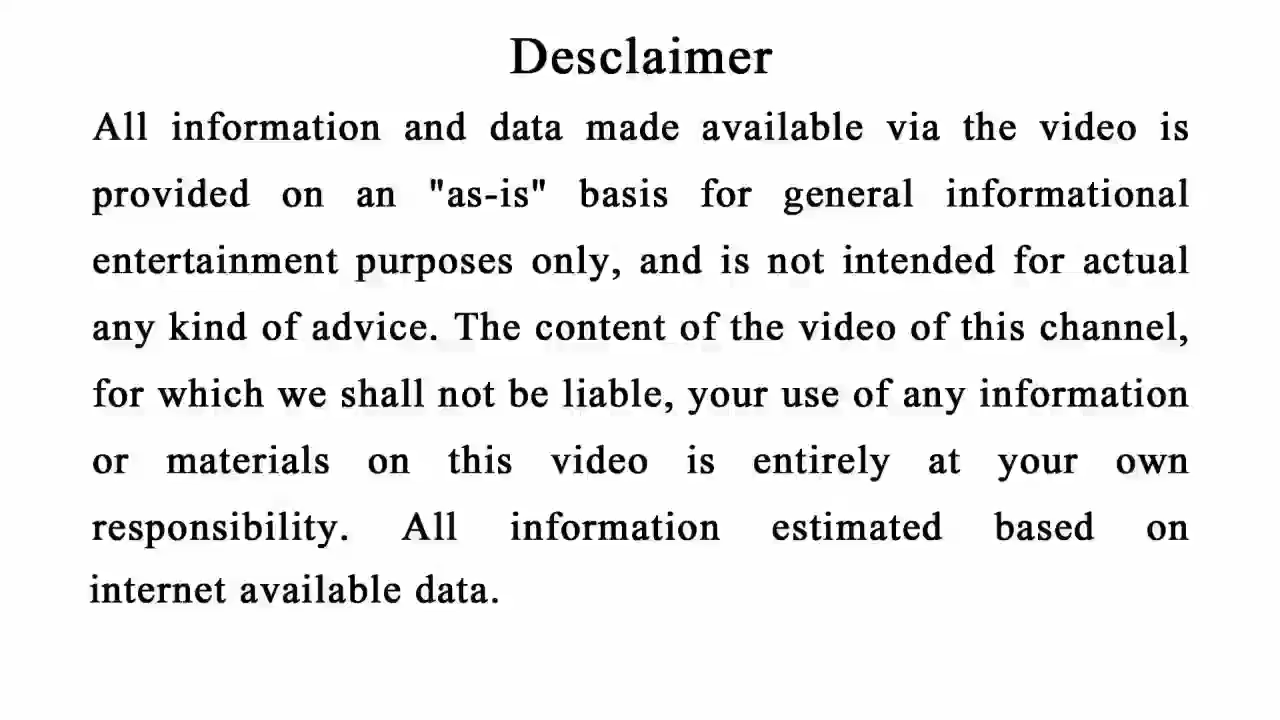 Desclaimer
All information and data made available via the video is
provided on an "as-is" basis for general informational
entertainment purposes only, and is not intended for actual
any kind of advice. The content of the video of this channel,
for which we shall not be liable, your use of any information
or materials on this video is entirely at your own
responsibility. All information estimated based on
internet available data.